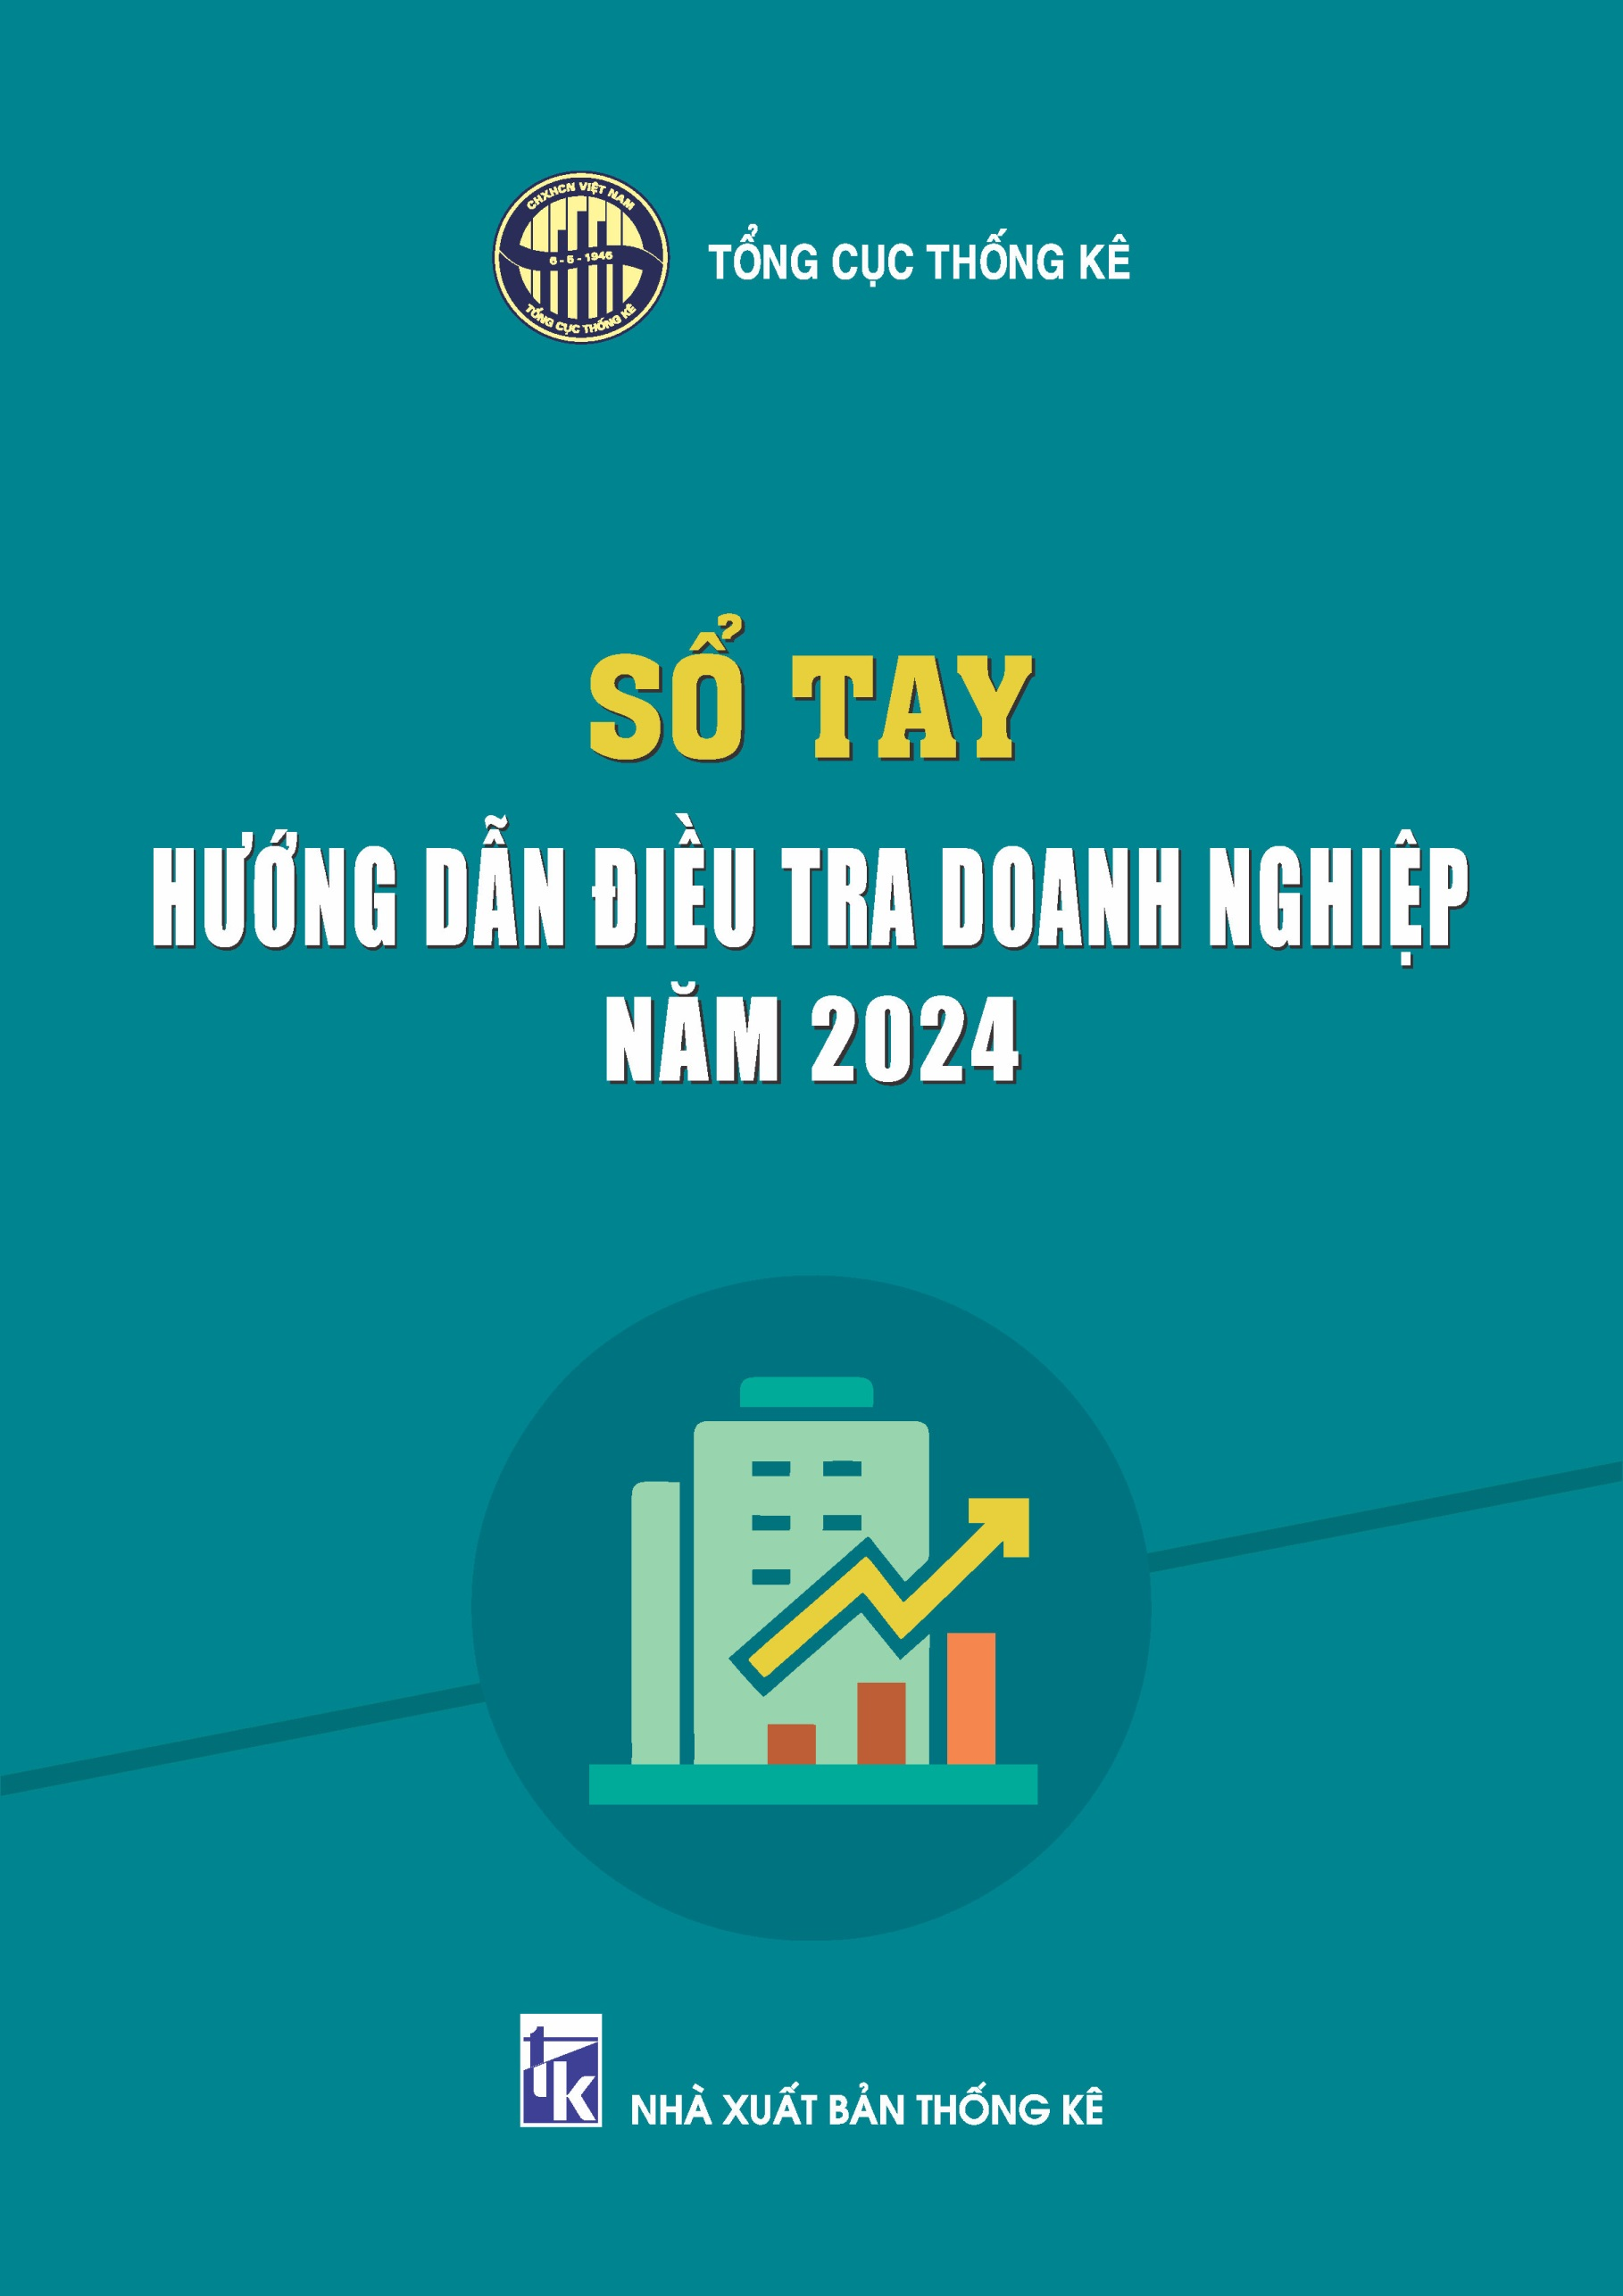 CHXHCN VIỆT NAM
6 - 5 - 1946
TỔNG CỤC THỐNG KÊ
TỔNG CỤC THỐNG KÊ
SỔ TAY
HƯỚNG DẪN ĐIỀU TRA DOANH NGHIỆP
NĂM 2024
tk
NHÀ XUẤT BẢN THỐNG KÊ